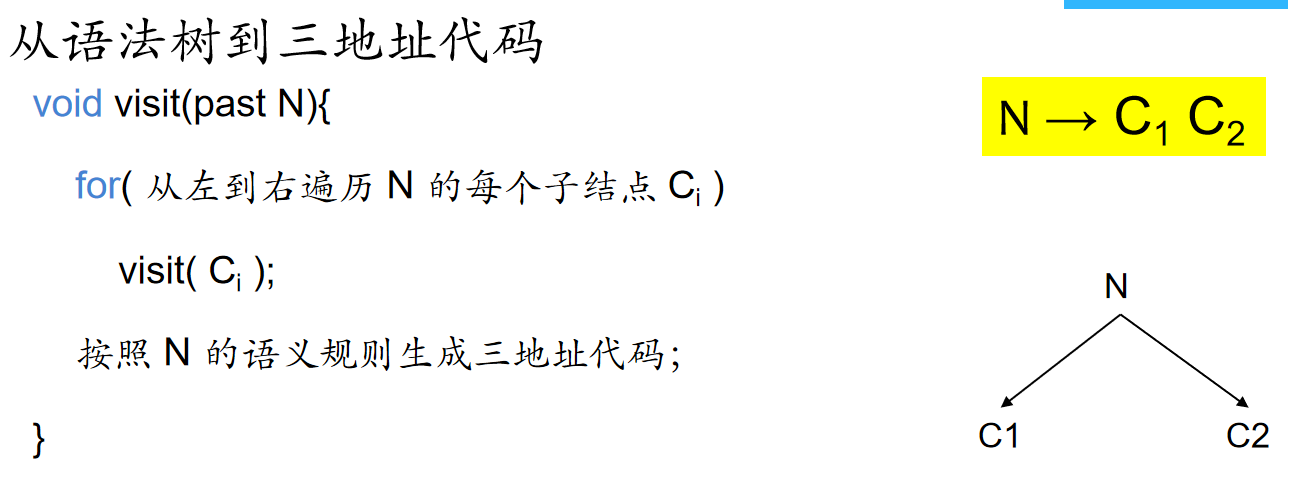 从语法树到三地址代码
void visit(past N){
N → C₁ C₂
for( 从左到右遍历 N 的每个子结点 Cᵢ )
visit( Cᵢ );
按照 N 的语义规则生成三地址代码;
}
N
C1 C2